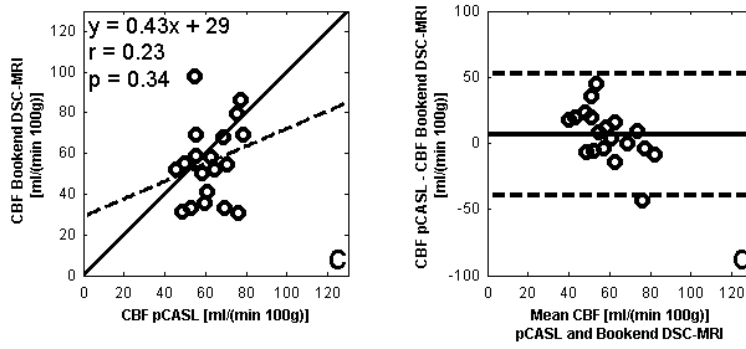 y = 0.43x + 29
r = 0.23
p = 0.34
120
100
80
60
40
20
0
CBF Bookend DSC-MRI
[ml/(min 100g)]
0 20 40 60 80 100 120
CBF pCASL [ml/(min 100g)]
C
100
50
0
-50
-100
CBF pCASL - CBF Bookend DSC-MRI
[ml/(min 100g)]
0 20 40 60 80 100 120
Mean CBF [ml/(min 100g)]
pCASL and Bookend DSC-MRI